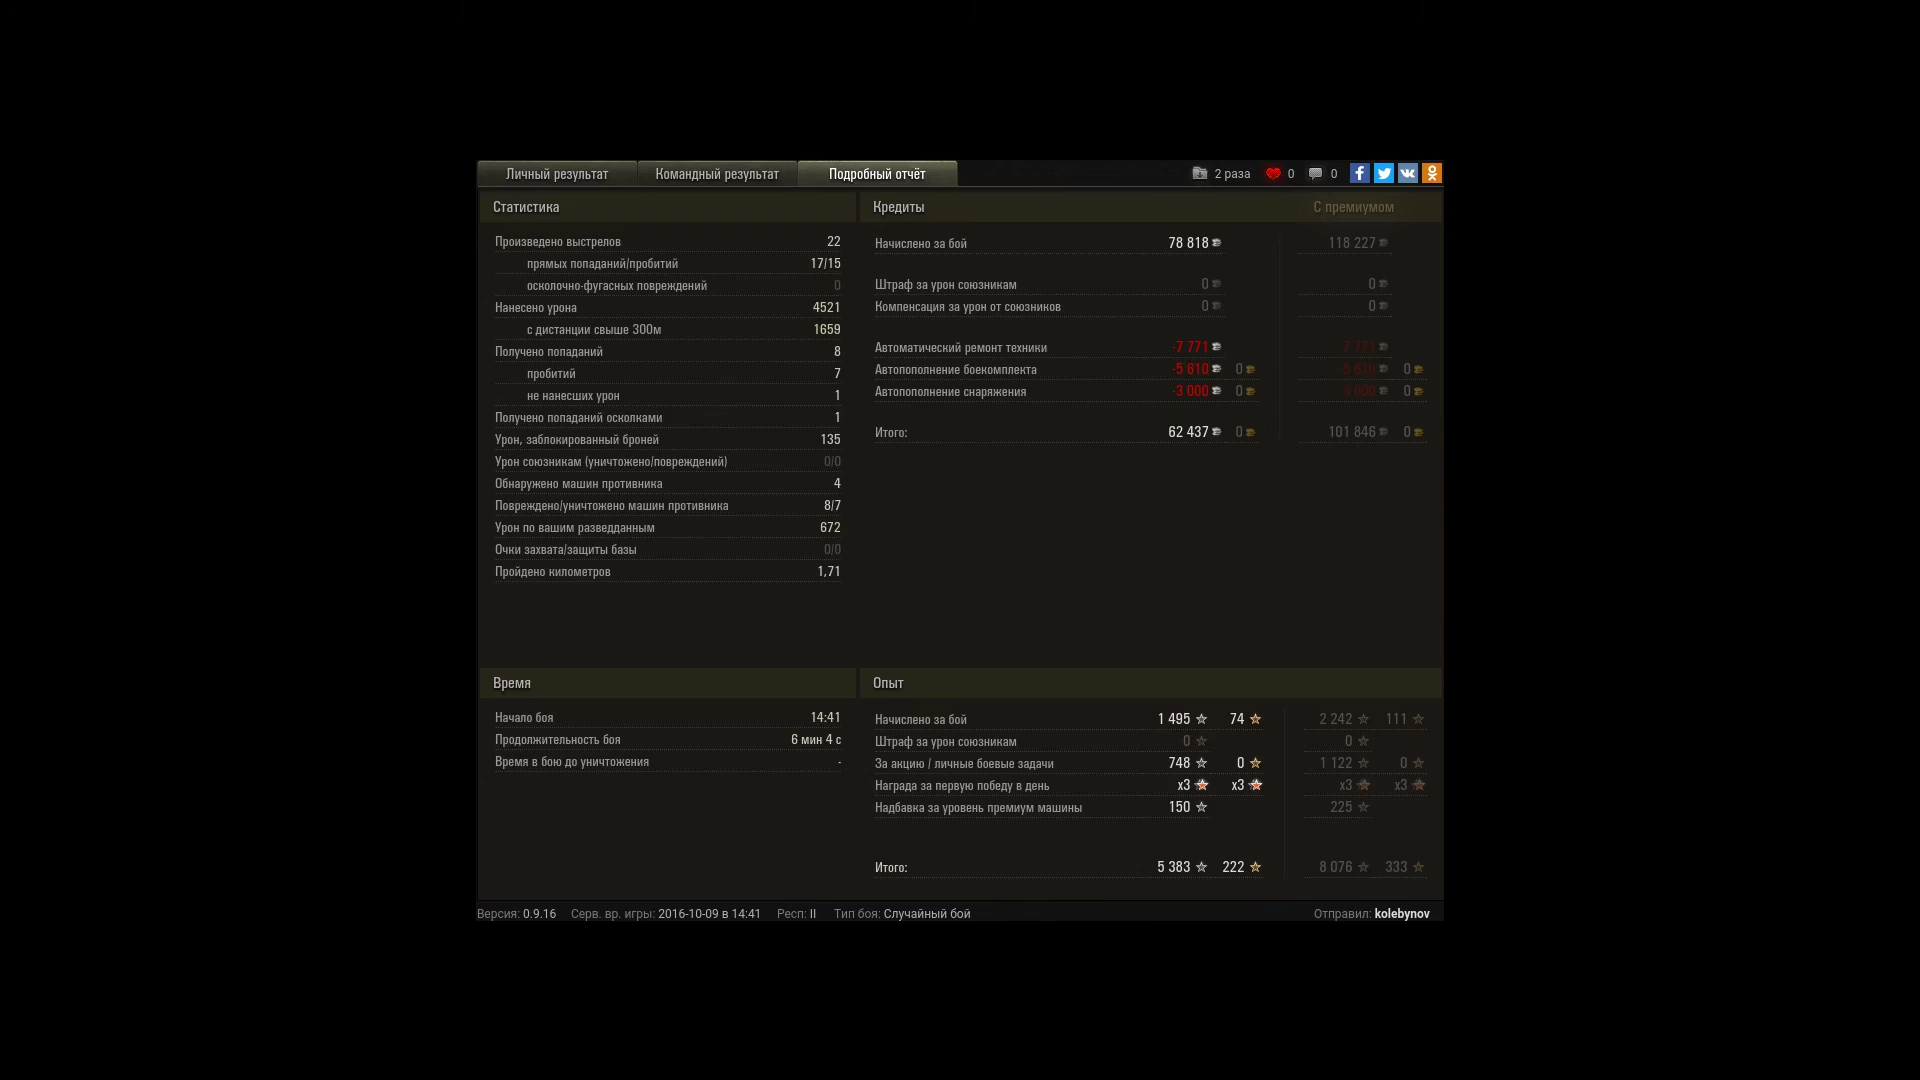 Личный результат Командный результат Подробный отчёт 2 раза 0 0
Статистика
Произведено выстрелов 22
прямых попаданий/пробитий 17/15
осколочно-фугасных повреждений 0
Нанесено урона 4521
с дистанции свыше 300м 1659
Получено попаданий 8
пробитий 7
не нанесших урон 1
Получено попаданий осколками 1
Урон, заблокированный броней 135
Урон союзникам (уничтожено/повреждений) 0/0
Обнаружено машин противника 4
Повреждено/уничтожено машин противника 8/7
Урон по вашим разведданным 672
Очки захвата/защиты базы 0/0
Пройдено километров 1,71
Кредиты С премиумом
Начислено за бой 78 818 118 227
Штраф за урон союзникам 0 0
Компенсация за урон от союзников 0 0
Автоматический ремонт техники -7 771 -7 771
Автопополнение боекомплекта -5 610 0 -5 610 0
Автопополнение снаряжения -3 000 0 -3 000 0
Итого: 62 437 0 101 846 0
Время
Начало боя 14:41
Продолжительность боя 6 мин 4 с
Время в бою до уничтожения -
Опыт
Начислено за бой 1 495 74 2 242 111
Штраф за урон союзникам 0 0
За акцию / личные боевые задачи 748 0 1 122 0
Награда за первую победу в день x3 x3 x3 x3
Надбавка за уровень премиум машины 150 225
Итого: 5 383 222 8 076 333
Версия: 0.9.16 Серв. вр. игры: 2016-10-09 в 14:41 Респ: II Тип боя: Случайный бой Отправил: kolebynov